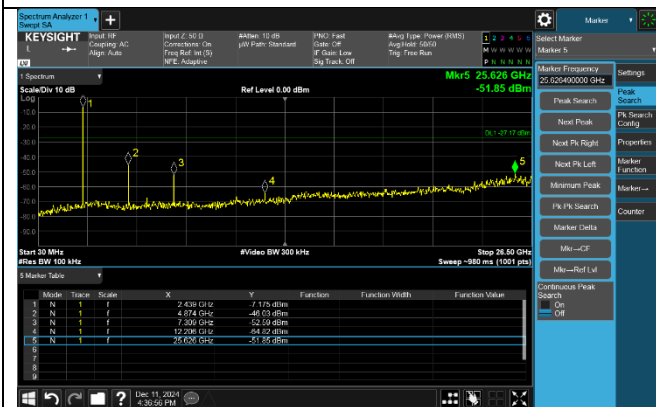 Spectrum Analyzer 1
Swept SA
Marker
KEYSIGHT
Input: RF
Coupling: AC
Align: Auto
Input Z: 50 Ω
Corrections: On
Freq Ref: Int (S)
NFE: Adaptive
#Atten: 10 dB
µW Path: Standard
PNO: Fast
Gate: Off
IF Gain: Low
Sig Track: Off
#Avg Type: Power (RMS)
Avg|Hold: 50/50
Trig: Free Run
1 2 3 4 5 6
M W W W W W
P N N N N N
L
LVI
Select Marker
Marker 5
Marker Frequency
25.626490000 GHz
Settings
Peak Search
Next Peak
Next Pk Right
Next Pk Left
Minimum Peak
Pk-Pk Search
Marker Delta
Mkr→CF
Mkr→Ref Lvl
Continuous Peak
Search
On
Off
Peak
Search
Pk Search
Config
Properties
Marker
Function
Marker→
Counter
1 Spectrum
Scale/Div 10 dB
Ref Level 0.00 dBm
Mkr5 25.626 GHz
-51.85 dBm
Log
-10.0
-20.0
-30.0
-40.0
-50.0
-60.0
-70.0
-80.0
-90.0
1
2
3
4
5
DL1 -27.17 dBm
Start 30 MHz
#Res BW 100 kHz
#Video BW 300 kHz
Stop 26.50 GHz
Sweep ~980 ms (1001 pts)
5 Marker Table
Mode Trace Scale X Y Function Function Width Function Value
1 N 1 f 2.439 GHz -7.175 dBm
2 N 1 f 4.874 GHz -46.03 dBm
3 N 1 f 7.309 GHz -52.59 dBm
4 N 1 f 12.206 GHz -64.82 dBm
5 N 1 f 25.626 GHz -51.85 dBm
6
7
8
9
?
Dec 11, 2024
4:36:56 PM